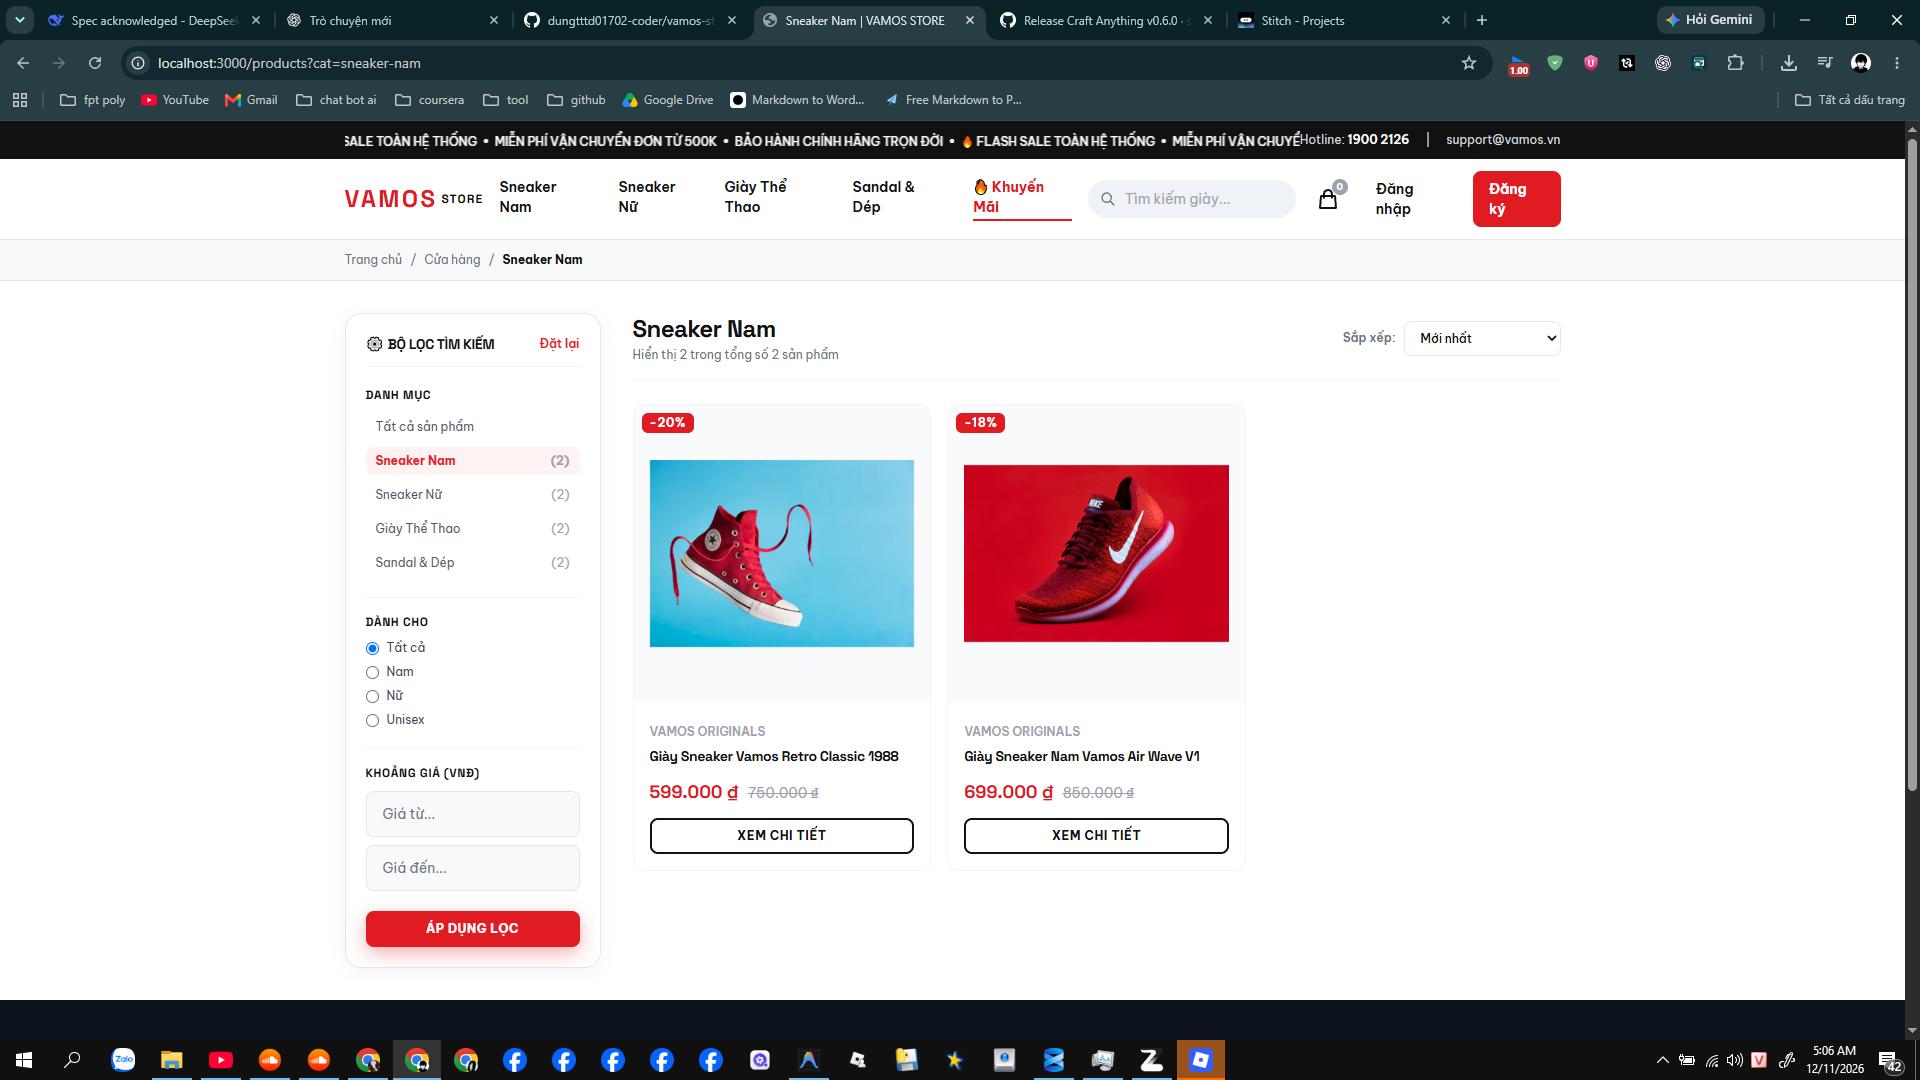 Spec acknowledged - DeepSeek
Trò chuyện mới
dungtttd01702-coder/vamos-st
Sneaker Nam | VAMOS STORE
Release Craft Anything v0.6.0 · s
Stitch - Projects
Hỏi Gemini
localhost:3000/products?cat=sneaker-nam
1.00
fpt poly
YouTube
Gmail
chat bot ai
coursera
tool
github
Google Drive
Markdown to Word...
Free Markdown to P...
Tất cả dấu trang
SALE TOÀN HỆ THỐNG • MIỄN PHÍ VẬN CHUYỂN ĐƠN TỪ 500K • BẢO HÀNH CHÍNH HÃNG TRỌN ĐỜI • 🔥 FLASH SALE TOÀN HỆ THỐNG • MIỄN PHÍ VẬN CHUYỂ
Hotline: 1900 2126 | support@vamos.vn
VAMOS STORE
Sneaker Nam
Sneaker Nữ
Giày Thể Thao
Sandal & Dép
🔥 Khuyến Mãi
Tìm kiếm giày...
0
Đăng nhập
Đăng ký
Trang chủ / Cửa hàng / Sneaker Nam
BỘ LỌC TÌM KIẾM
Đặt lại
DANH MỤC
Tất cả sản phẩm
Sneaker Nam (2)
Sneaker Nữ (2)
Giày Thể Thao (2)
Sandal & Dép (2)
DÀNH CHO
Tất cả
Nam
Nữ
Unisex
KHOẢNG GIÁ (VNĐ)
Giá từ...
Giá đến...
ÁP DỤNG LỌC
Sneaker Nam
Hiển thị 2 trong tổng số 2 sản phẩm
Sắp xếp:
Mới nhất
-20%
VAMOS ORIGINALS
Giày Sneaker Vamos Retro Classic 1988
599.000 ₫ 750.000 ₫
XEM CHI TIẾT
-18%
NIKE
VAMOS ORIGINALS
Giày Sneaker Nam Vamos Air Wave V1
699.000 ₫ 850.000 ₫
XEM CHI TIẾT
Zalo
5:06 AM
12/11/2026
42